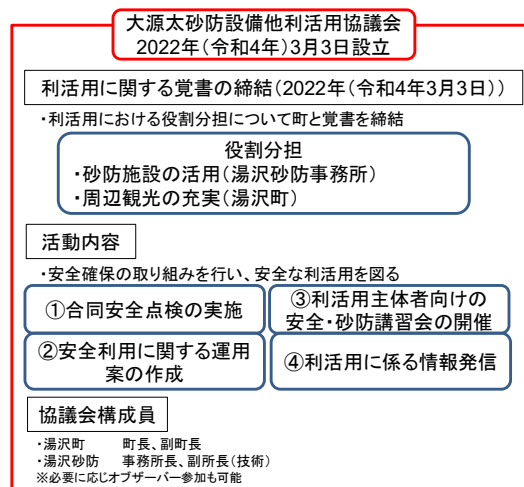 大源太砂防設備他利活用協議会
2022年(令和4年)3月3日設立
利活用に関する覚書の締結(2022年(令和4年3月3日))
・利活用における役割分担について町と覚書を締結
役割分担
・砂防施設の活用(湯沢砂防事務所)
・周辺観光の充実(湯沢町)
活動内容
・安全確保の取り組みを行い、安全な利活用を図る
①合同安全点検の実施
②安全利用に関する運用
案の作成
③利活用主体者向けの
安全・砂防講習会の開催
④利活用に係る情報発信
協議会構成員
・湯沢町 町長、副町長
・湯沢砂防 事務所長、副所長(技術)
※必要に応じオブザーバー参加も可能